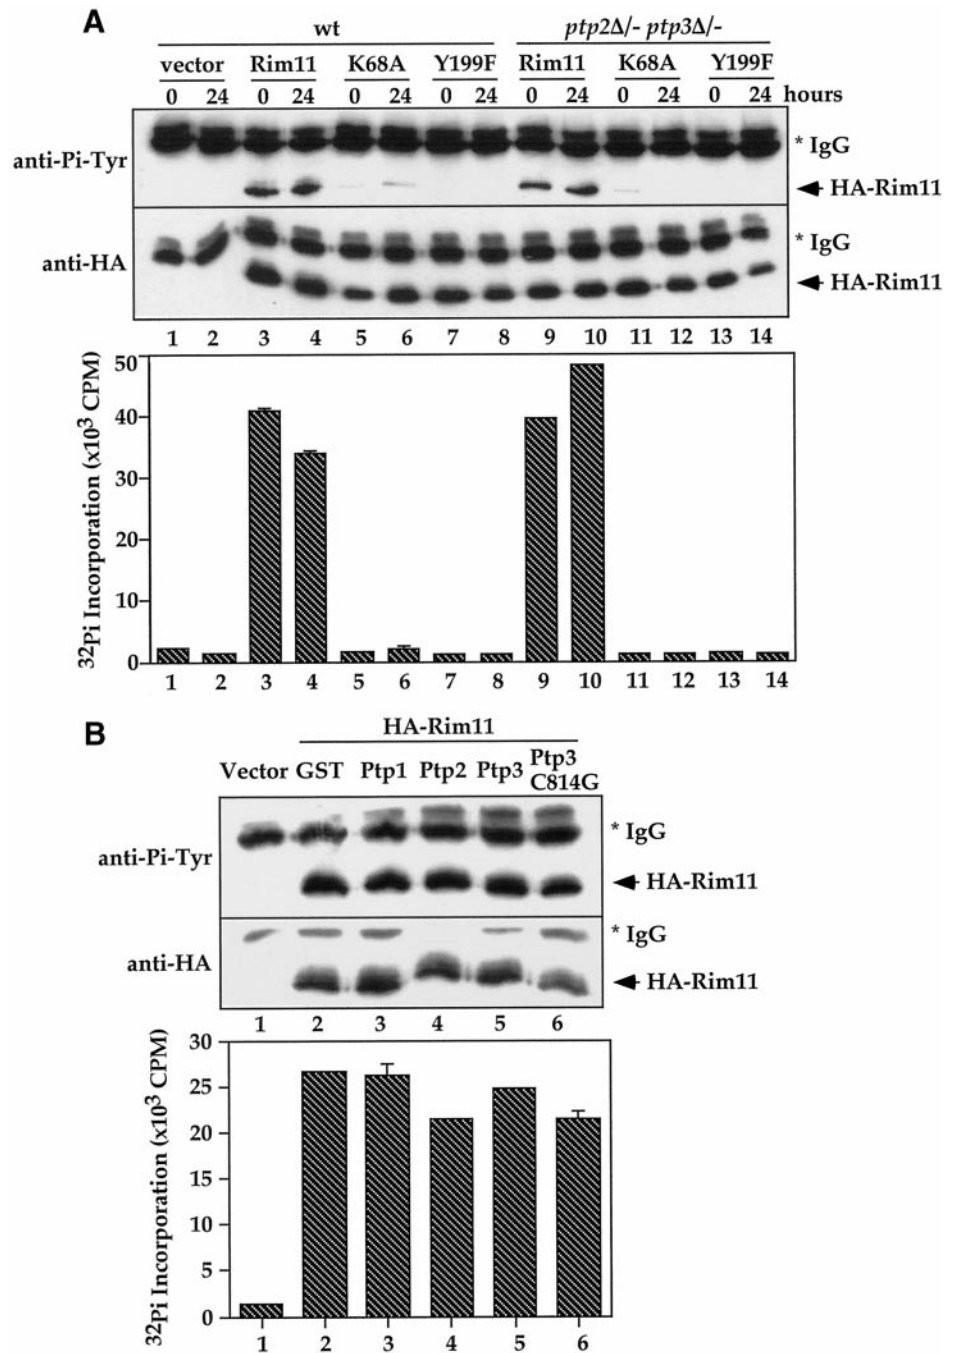 A
wt ptp2Δ/- ptp3Δ/-
vector Rim11 K68A Y199F Rim11 K68A Y199F
0 24 0 24 0 24 0 24 0 24 0 24 0 24 hours
anti-Pi-Tyr
* IgG
HA-Rim11
anti-HA
* IgG
HA-Rim11
1 2 3 4 5 6 7 8 9 10 11 12 13 14
32Pi Incorporation (x103 CPM)
50
40
30
20
10
0
1 2 3 4 5 6 7 8 9 10 11 12 13 14
B
HA-Rim11
Vector GST Ptp1 Ptp2 Ptp3 Ptp3 C814G
anti-Pi-Tyr
* IgG
HA-Rim11
anti-HA
* IgG
HA-Rim11
1 2 3 4 5 6
32Pi Incorporation (x103 CPM)
30
25
20
15
10
5
0
1 2 3 4 5 6